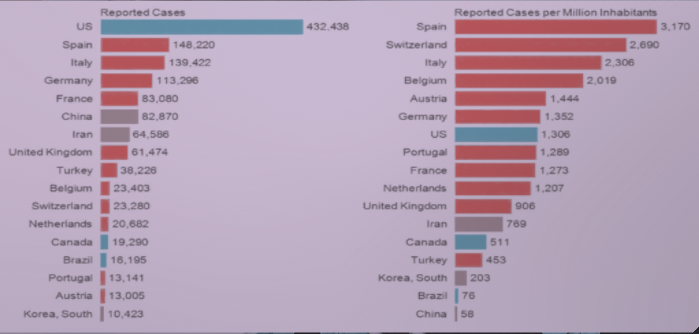 Reported Cases
US 432,438
Spain 148,220
Italy 139,422
Germany 113,296
France 83,080
China 82,870
Iran 64,586
United Kingdom 61,474
Turkey 38,226
Belgium 23,403
Switzerland 23,280
Netherlands 20,682
Canada 19,290
Brazil 16,195
Portugal 13,141
Austria 13,005
Korea, South 10,423
Reported Cases per Million Inhabitants
Spain 3,170
Switzerland 2,690
Italy 2,306
Belgium 2,019
Austria 1,444
Germany 1,352
US 1,306
Portugal 1,289
France 1,273
Netherlands 1,207
United Kingdom 906
Iran 769
Canada 511
Turkey 453
Korea, South 203
Brazil 76
China 58